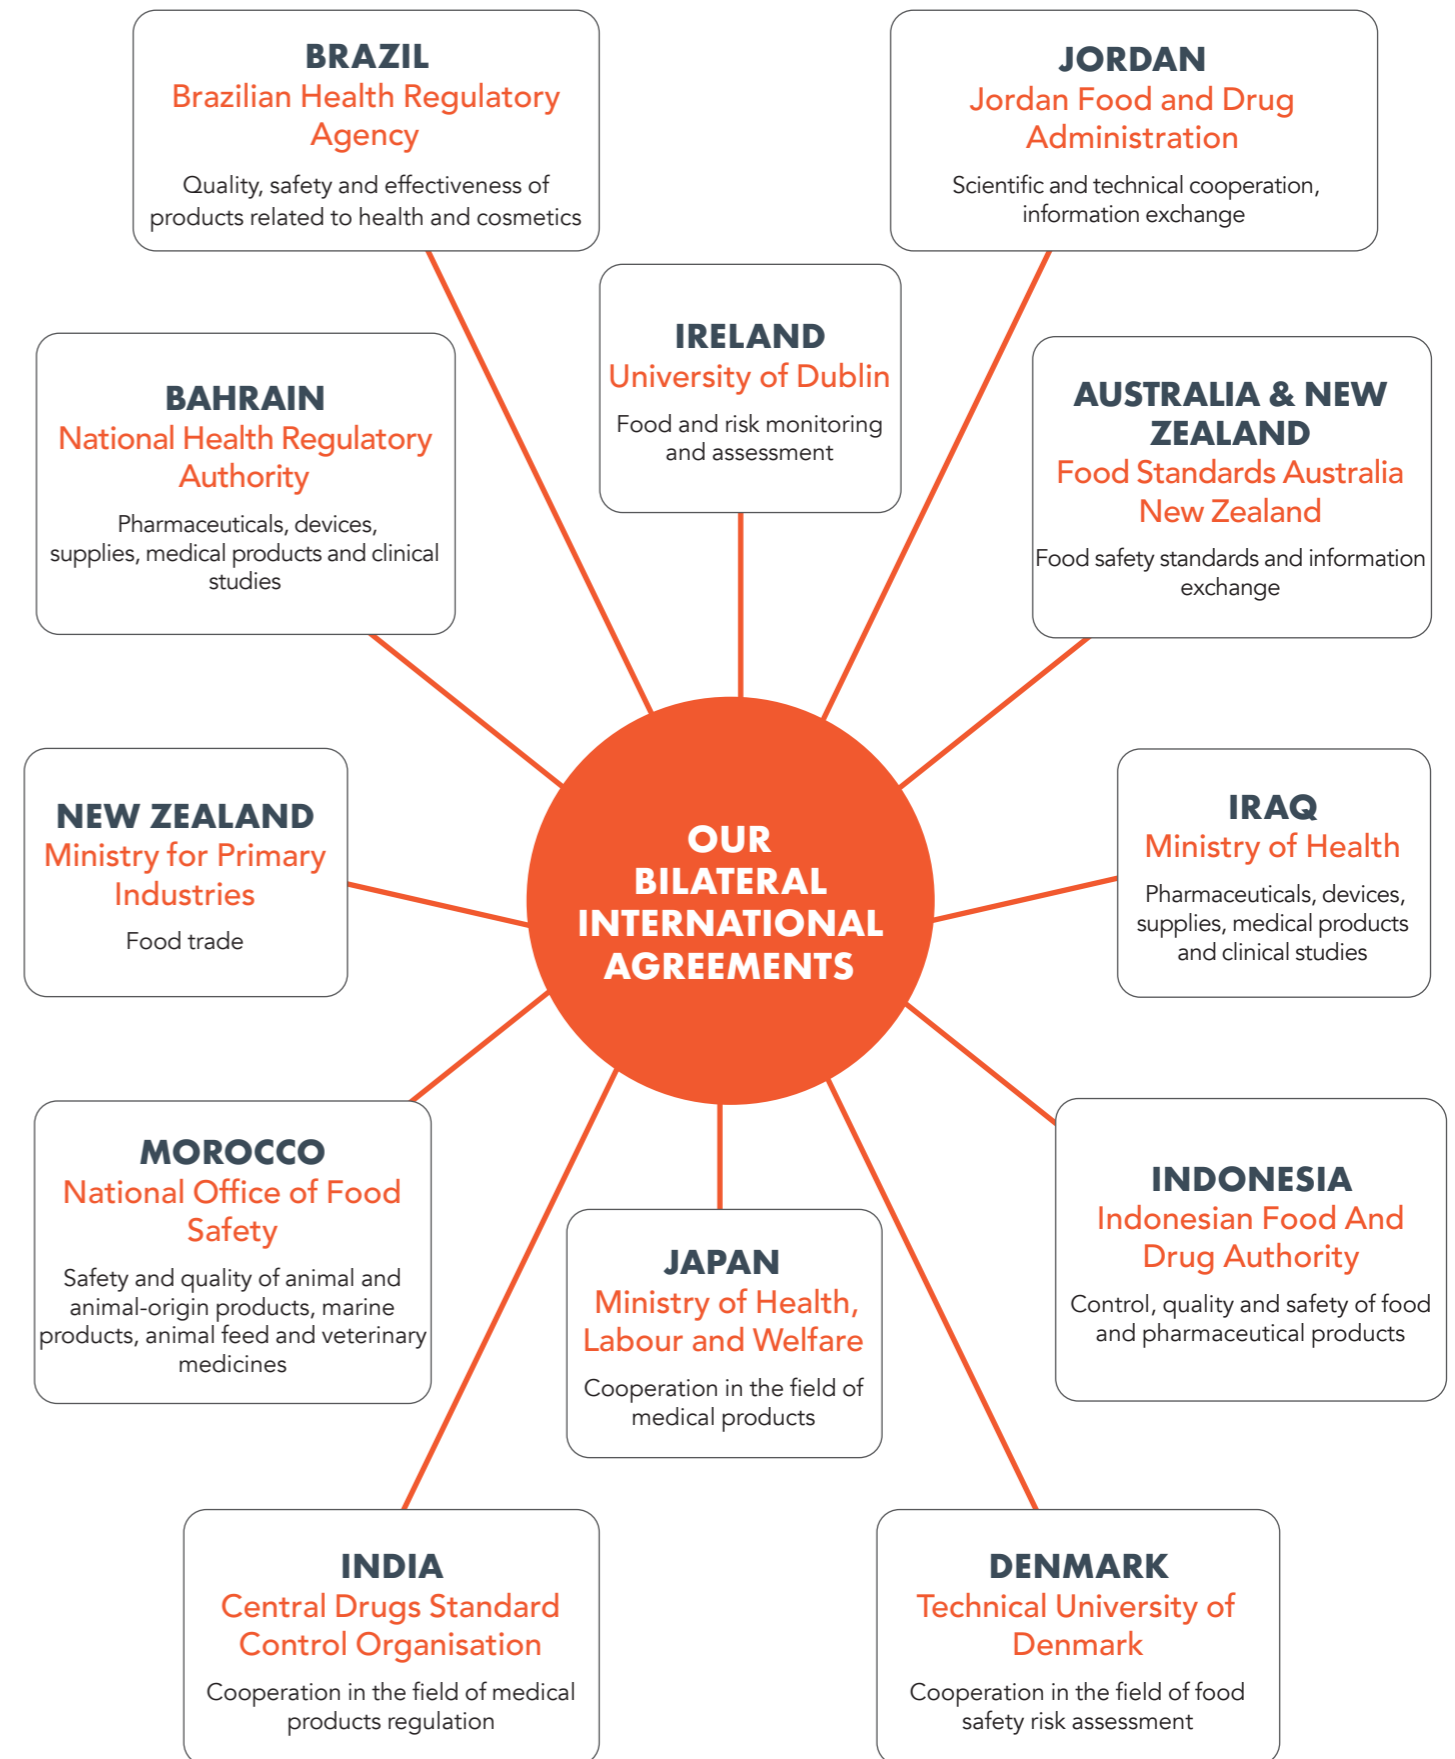 BRAZIL
Brazilian Health Regulatory
Agency
Quality, safety and effectiveness of
products related to health and cosmetics
JORDAN
Jordan Food and Drug
Administration
Scientific and technical cooperation,
information exchange
IRELAND
University of Dublin
Food and risk monitoring
and assessment
BAHRAIN
National Health Regulatory
Authority
Pharmaceuticals, devices,
supplies, medical products and clinical
studies
AUSTRALIA & NEW
ZEALAND
Food Standards Australia
New Zealand
Food safety standards and information
exchange
NEW ZEALAND
Ministry for Primary
Industries
Food trade
OUR
BILATERAL
INTERNATIONAL
AGREEMENTS
IRAQ
Ministry of Health
Pharmaceuticals, devices,
supplies, medical products
and clinical studies
MOROCCO
National Office of Food
Safety
Safety and quality of animal and
animal-origin products, marine
products, animal feed and veterinary
medicines
JAPAN
Ministry of Health,
Labour and Welfare
Cooperation in the field of
medical products
INDONESIA
Indonesian Food And
Drug Authority
Control, quality and safety of food
and pharmaceutical products
INDIA
Central Drugs Standard
Control Organisation
Cooperation in the field of medical
products regulation
DENMARK
Technical University of
Denmark
Cooperation in the field of food
safety risk assessment